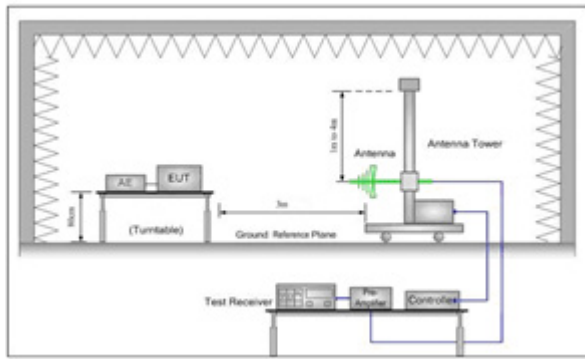 1m to 4m
Antenna
Antenna Tower
AE
EUT
80cm
(Turntable)
3m
Ground Reference Plane
Test Receiver
Pre-
Amplifier
Controller